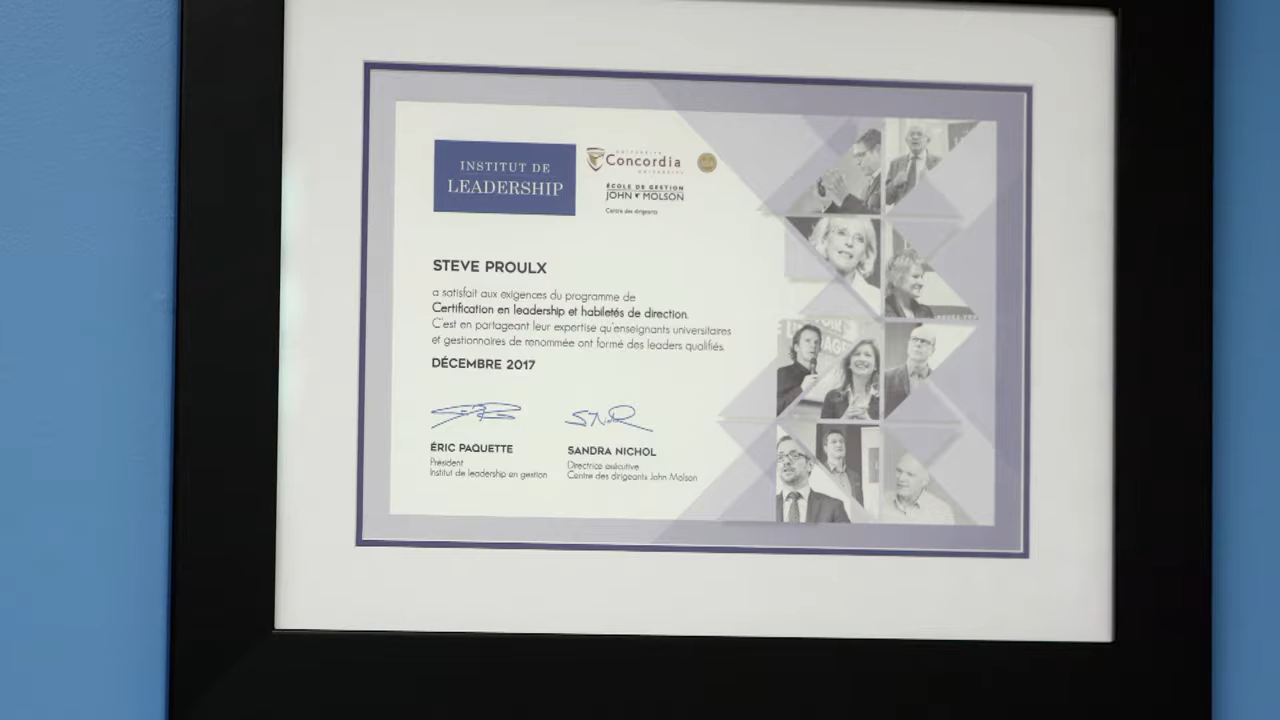 INSTITUT DE
LEADERSHIP
UNIVERSITÉ
Concordia
UNIVERSITY
ÉCOLE DE GESTION
JOHN MOLSON
Centre des dirigeants
STEVE PROULX
a satisfait aux exigences du programme de
Certification en leadership et habiletés de direction.
C'est en partageant leur expertise qu'enseignants universitaires
et gestionnaires de renommée ont formé des leaders qualifiés.
DÉCEMBRE 2017
ÉRIC PAQUETTE
Président
Institut de leadership en gestion
SANDRA NICHOL
Directrice exécutive
Centre des dirigeants John Molson